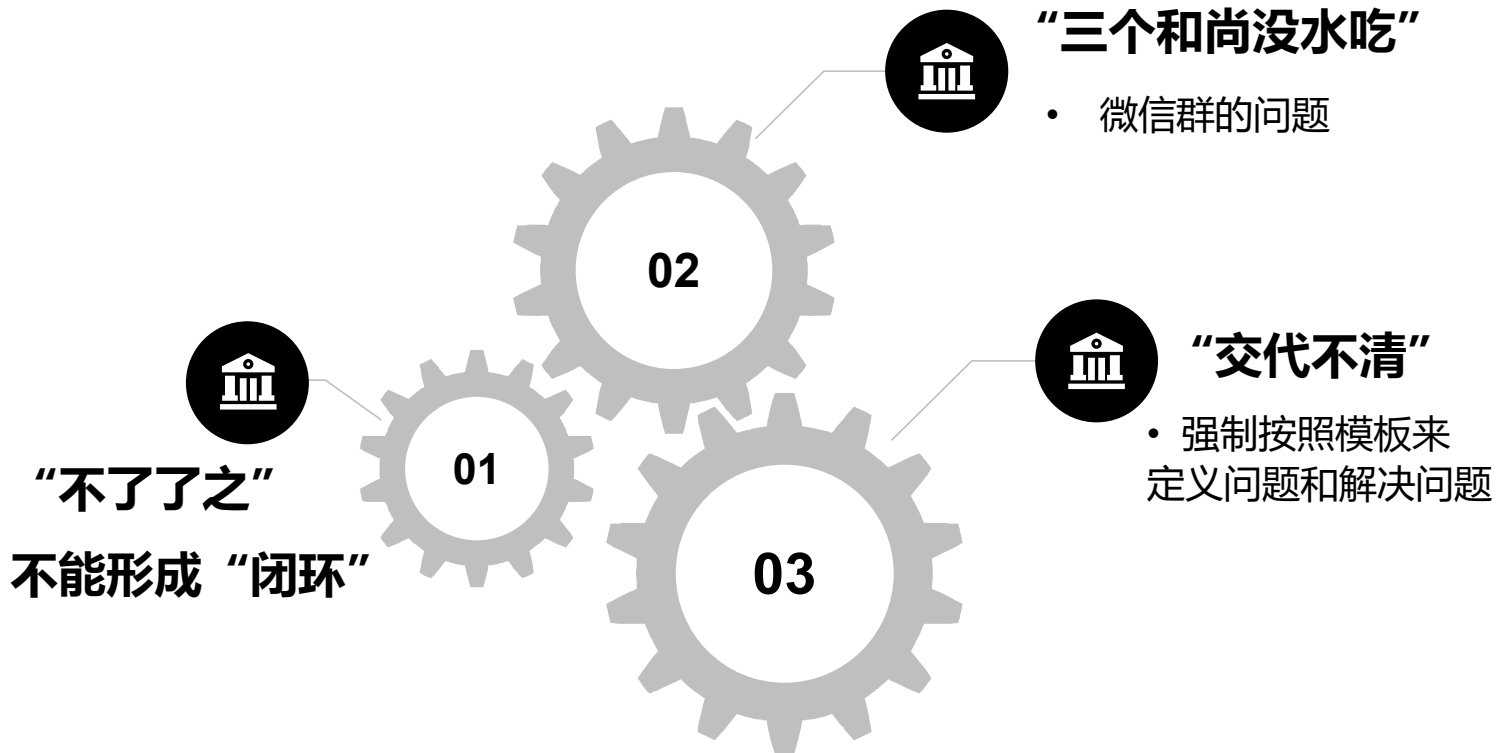 “三个和尚没水吃”
• 微信群的问题
02
“交代不清”
• 强制按照模板来
定义问题和解决问题
01
“不了了之”
不能形成“闭环”
03